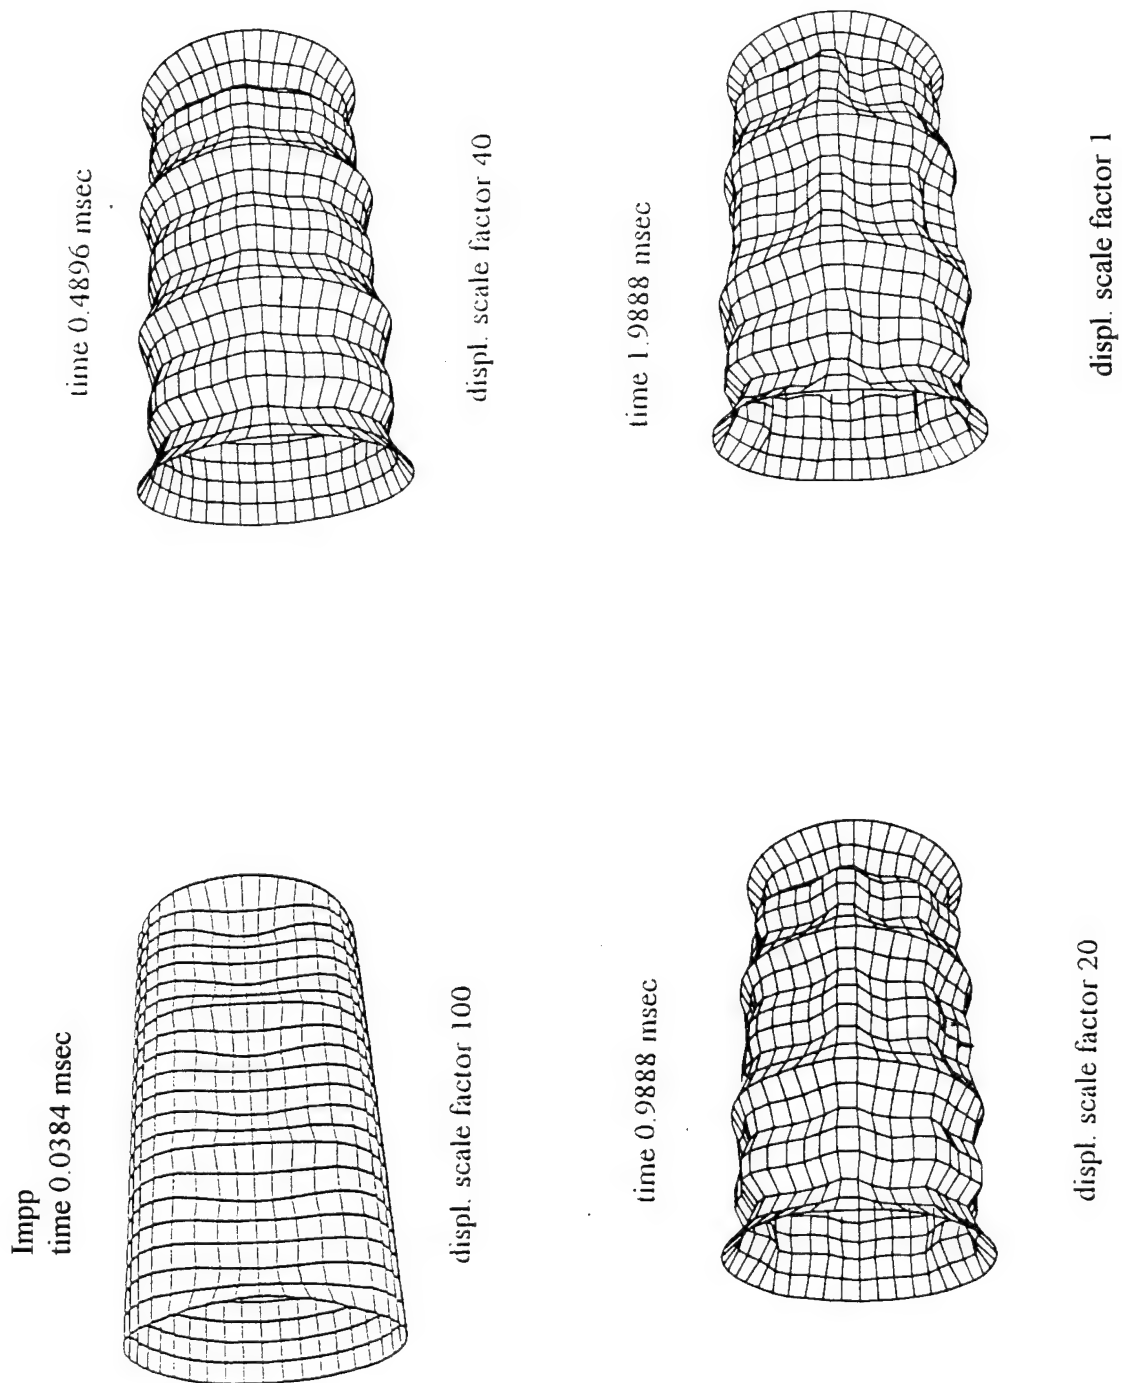 Impp
time 0.0384 msec
displ. scale factor 100
time 0.4896 msec
displ. scale factor 40
time 0.9888 msec
displ. scale factor 20
time 1.9888 msec
displ. scale factor 1